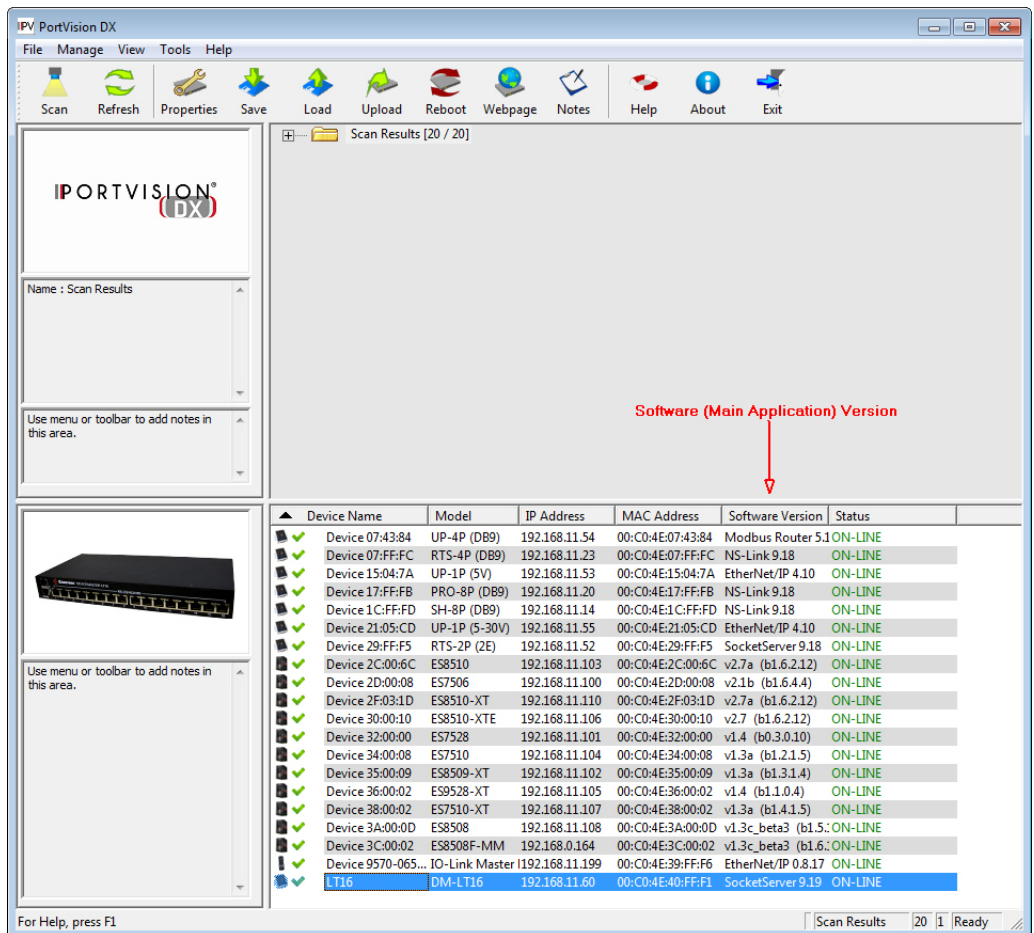 IPV PortVision DX
File Manage View Tools Help
Scan Refresh Properties Save Load Upload Reboot Webpage Notes Help About Exit
PORTVISION®
(DX)
Scan Results [20 / 20]
Name : Scan Results
Use menu or toolbar to add notes in
this area.
Software (Main Application) Version
Device Name Model IP Address MAC Address Software Version Status
Device 07:43:84 UP-4P (DB9) 192.168.11.54 00:C0:4E:07:43:84 Modbus Router 5.1 ON-LINE
Device 07:FF:FC RTS-4P (DB9) 192.168.11.23 00:C0:4E:07:FF:FC NS-Link 9.18 ON-LINE
Device 15:04:7A UP-1P (5V) 192.168.11.53 00:C0:4E:15:04:7A EtherNet/IP 4.10 ON-LINE
Device 17:FF:FB PRO-8P (DB9) 192.168.11.20 00:C0:4E:17:FF:FB NS-Link 9.18 ON-LINE
Device 1C:FF:FD SH-8P (DB9) 192.168.11.14 00:C0:4E:1C:FF:FD NS-Link 9.18 ON-LINE
Device 21:05:CD UP-1P (5-30V) 192.168.11.55 00:C0:4E:21:05:CD EtherNet/IP 4.10 ON-LINE
Device 29:FF:F5 RTS-2P (2E) 192.168.11.52 00:C0:4E:29:FF:F5 SocketServer 9.18 ON-LINE
Device 2C:00:6C ES8510 192.168.11.103 00:C0:4E:2C:00:6C v2.7a (b1.6.2.12) ON-LINE
Device 2D:00:08 ES7506 192.168.11.100 00:C0:4E:2D:00:08 v2.1b (b1.6.4.4) ON-LINE
Device 2F:03:1D ES8510-XT 192.168.11.110 00:C0:4E:2F:03:1D v2.7a (b1.6.2.12) ON-LINE
Device 30:00:10 ES8510-XTE 192.168.11.106 00:C0:4E:30:00:10 v2.7 (b1.6.2.12) ON-LINE
Device 32:00:00 ES7528 192.168.11.101 00:C0:4E:32:00:00 v1.4 (b0.3.0.10) ON-LINE
Device 34:00:08 ES7510 192.168.11.104 00:C0:4E:34:00:08 v1.3a (b1.2.1.5) ON-LINE
Device 35:00:09 ES8509-XT 192.168.11.102 00:C0:4E:35:00:09 v1.3a (b1.3.1.4) ON-LINE
Device 36:00:02 ES9528-XT 192.168.11.105 00:C0:4E:36:00:02 v1.4 (b1.1.0.4) ON-LINE
Device 38:00:02 ES7510-XT 192.168.11.107 00:C0:4E:38:00:02 v1.3a (b1.4.1.5) ON-LINE
Device 3A:00:0D ES8508 192.168.11.108 00:C0:4E:3A:00:0D v1.3c_beta3 (b1.5.: ON-LINE
Device 3C:00:02 ES8508F-MM 192.168.0.164 00:C0:4E:3C:00:02 v1.3c_beta3 (b1.6.: ON-LINE
Device 9570-065... IO-Link Master I 192.168.11.199 00:C0:4E:39:FF:F6 EtherNet/IP 0.8.17 ON-LINE
LT16 DM-LT16 192.168.11.60 00:C0:4E:40:FF:F1 SocketServer 9.19 ON-LINE
Use menu or toolbar to add notes in
this area.
For Help, press F1 Scan Results 20 1 Ready